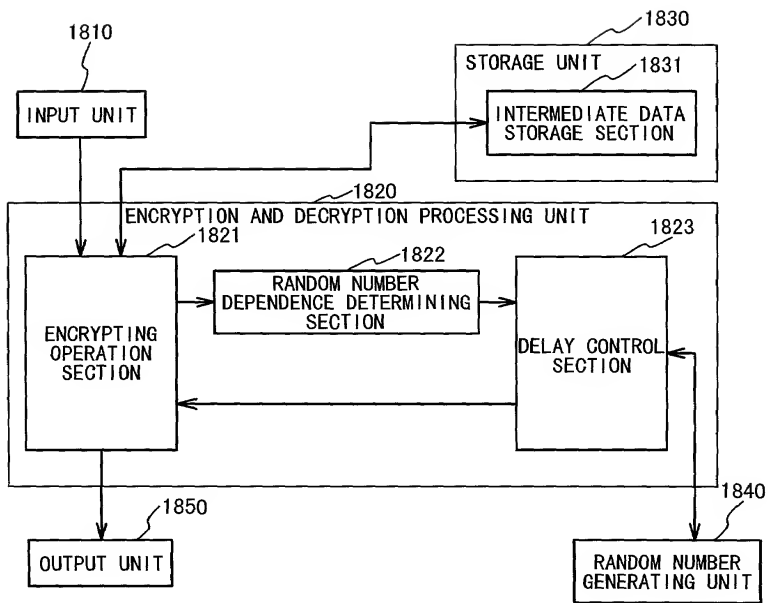 1810
1830
STORAGE UNIT
1831
INPUT UNIT
INTERMEDIATE DATA
STORAGE SECTION
1820
ENCRYPTION AND DECRYPTION PROCESSING UNIT
1821
1822
1823
RANDOM NUMBER
DEPENDENCE DETERMINING
SECTION
ENCRYPTING
OPERATION
SECTION
DELAY CONTROL
SECTION
1850
1840
OUTPUT UNIT
RANDOM NUMBER
GENERATING UNIT